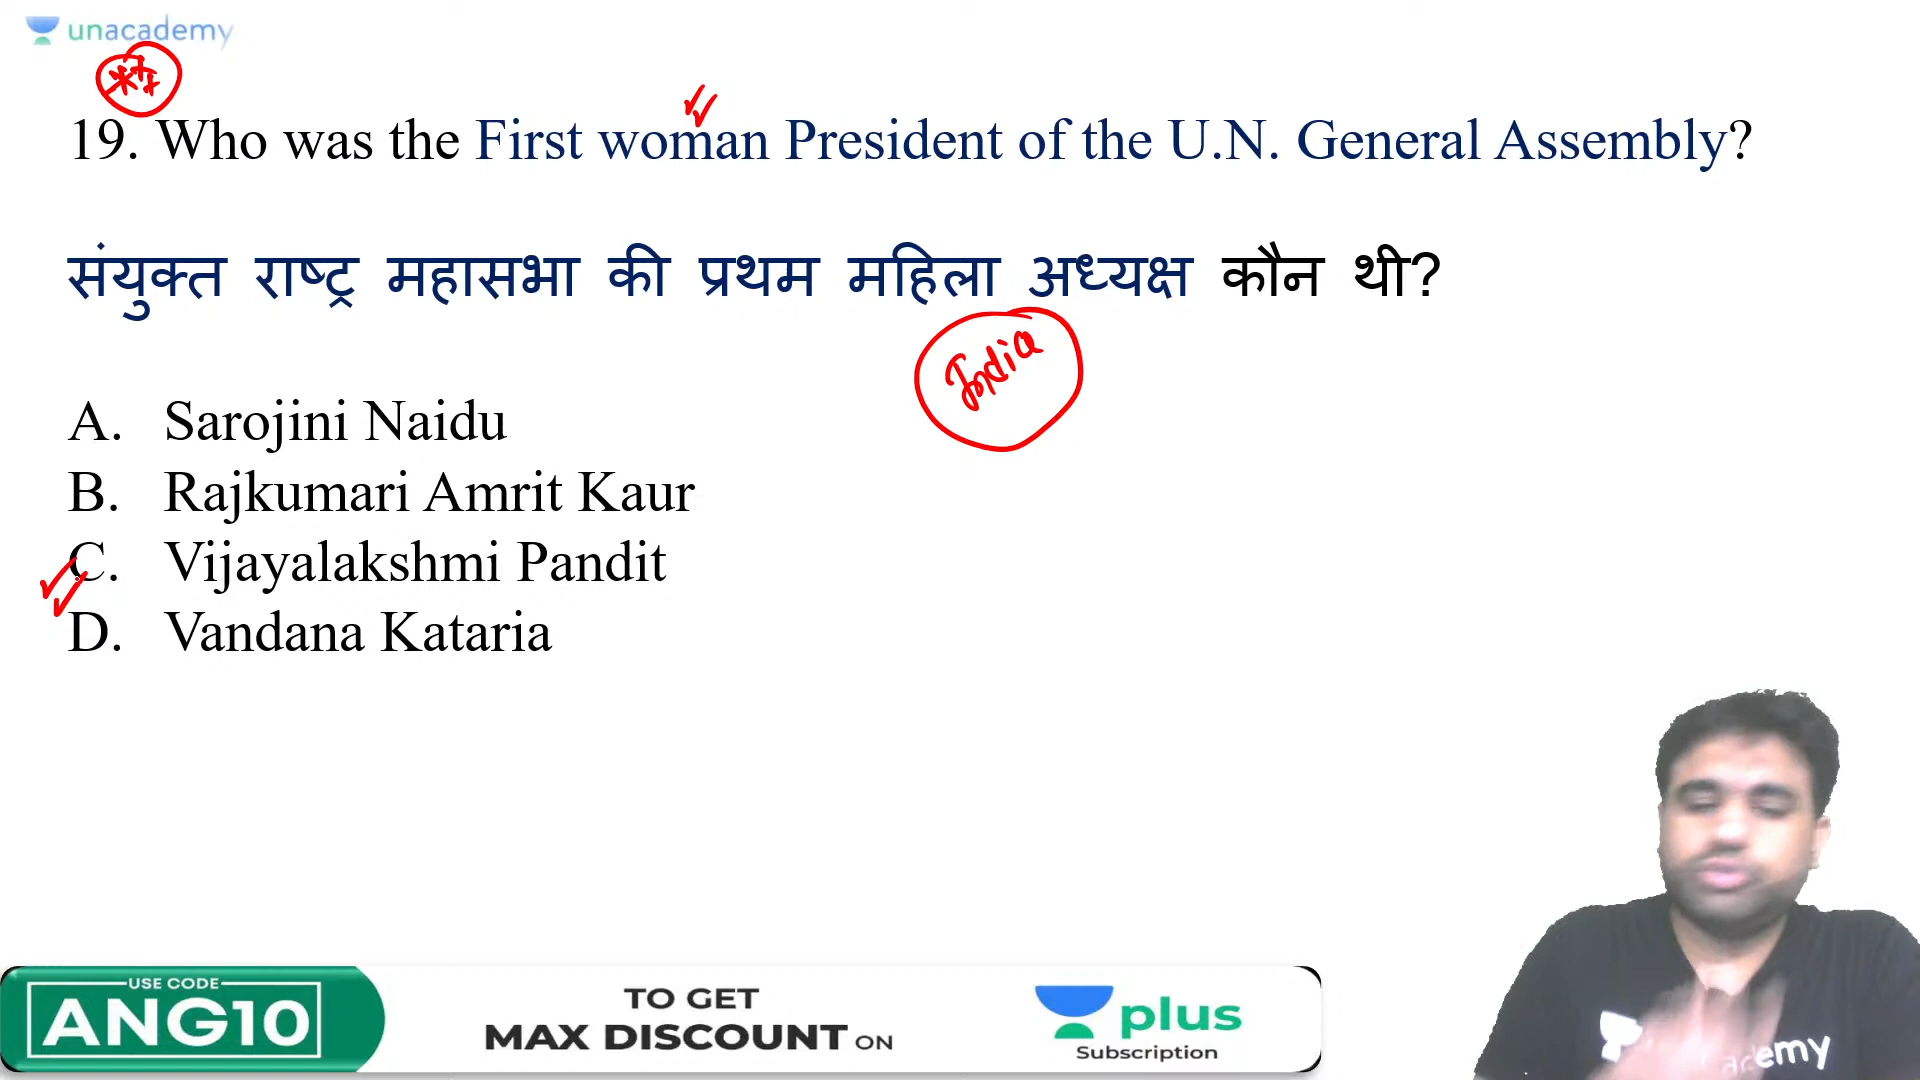 unacademy
19. Who was the First woman President of the U.N. General Assembly?
संयुक्त राष्ट्र महासभा की प्रथम महिला अध्यक्ष कौन थी?
India
A. Sarojini Naidu
B. Rajkumari Amrit Kaur
C. Vijayalakshmi Pandit
D. Vandana Kataria
USE CODE
ANG10
TO GET
MAX DISCOUNT ON
plus
Subscription